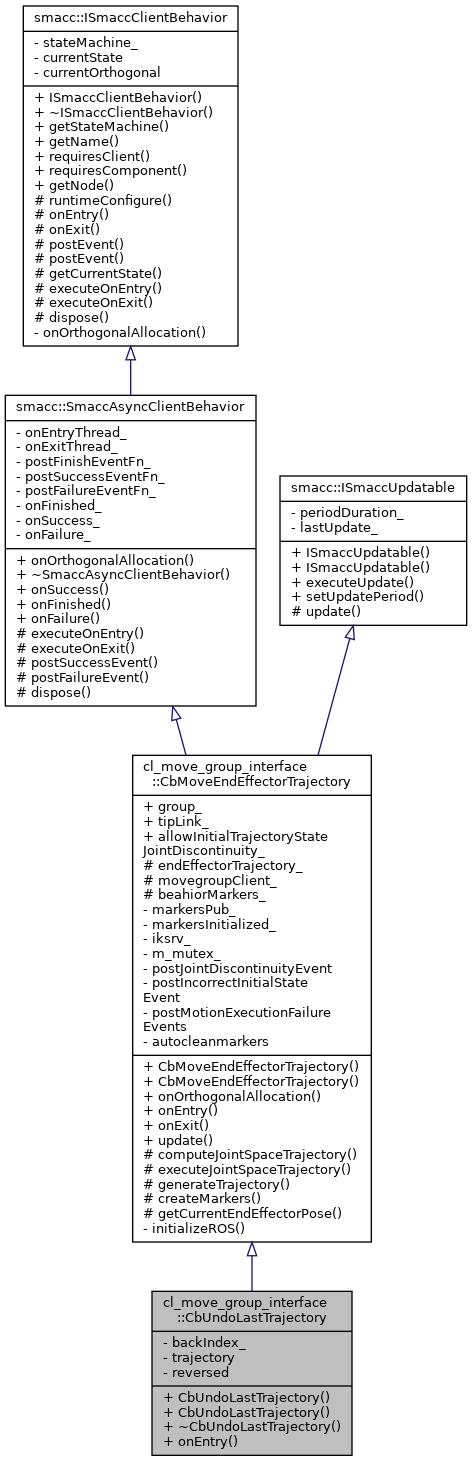 smacc::ISmaccClientBehavior
- stateMachine_
- currentState
- currentOrthogonal
+ ISmaccClientBehavior()
+ ~ISmaccClientBehavior()
+ getStateMachine()
+ getName()
+ requiresClient()
+ requiresComponent()
+ getNode()
# runtimeConfigure()
# onEntry()
# onExit()
# postEvent()
# postEvent()
# getCurrentState()
# executeOnEntry()
# executeOnExit()
# dispose()
- onOrthogonalAllocation()
smacc::SmaccAsyncClientBehavior
- onEntryThread_
- onExitThread_
- postFinishEventFn_
- postSuccessEventFn_
- postFailureEventFn_
- onFinished_
- onSuccess_
- onFailure_
+ onOrthogonalAllocation()
+ ~SmaccAsyncClientBehavior()
+ onSuccess()
+ onFinished()
+ onFailure()
# executeOnEntry()
# executeOnExit()
# postSuccessEvent()
# postFailureEvent()
# dispose()
smacc::ISmaccUpdatable
- periodDuration_
- lastUpdate_
+ ISmaccUpdatable()
+ ISmaccUpdatable()
+ executeUpdate()
+ setUpdatePeriod()
# update()
cl_move_group_interface
::CbMoveEndEffectorTrajectory
+ group_
+ tipLink_
+ allowInitialTrajectoryState
JointDiscontinuity_
# endEffectorTrajectory_
# movegroupClient_
# beahiorMarkers_
- markersPub_
- markersInitialized_
- iksrv_
- m_mutex_
- postJointDiscontinuityEvent
- postIncorrectInitialState
Event
- postMotionExecutionFailure
Events
- autocleanmarkers
+ CbMoveEndEffectorTrajectory()
+ CbMoveEndEffectorTrajectory()
+ onOrthogonalAllocation()
+ onEntry()
+ onExit()
+ update()
# computeJointSpaceTrajectory()
# executeJointSpaceTrajectory()
# generateTrajectory()
# createMarkers()
# getCurrentEndEffectorPose()
- initializeROS()
cl_move_group_interface
::CbUndoLastTrajectory
- backIndex_
- trajectory
- reversed
+ CbUndoLastTrajectory()
+ CbUndoLastTrajectory()
+ ~CbUndoLastTrajectory()
+ onEntry()